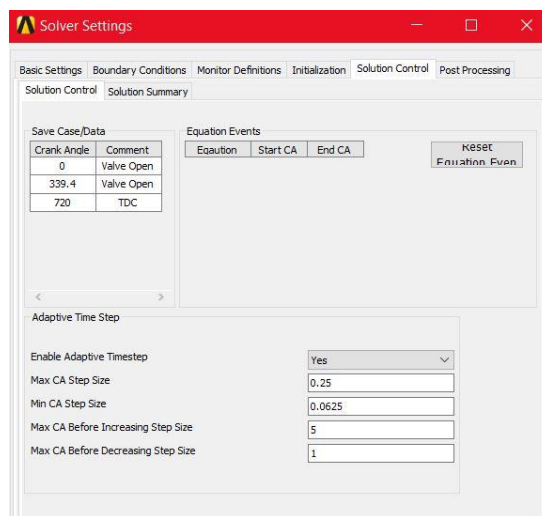 Solver Settings
Basic Settings Boundary Conditions Monitor Definitions Initialization Solution Control Post Processing
Solution Control Solution Summary
Save Case/Data
Crank Angle Comment
0 Valve Open
339.4 Valve Open
720 TDC
Equation Events
Eqaution Start CA End CA
Reset
Equation Even
Adaptive Time Step
Enable Adaptive Timestep Yes
Max CA Step Size 0.25
Min CA Step Size 0.0625
Max CA Before Increasing Step Size 5
Max CA Before Decreasing Step Size 1